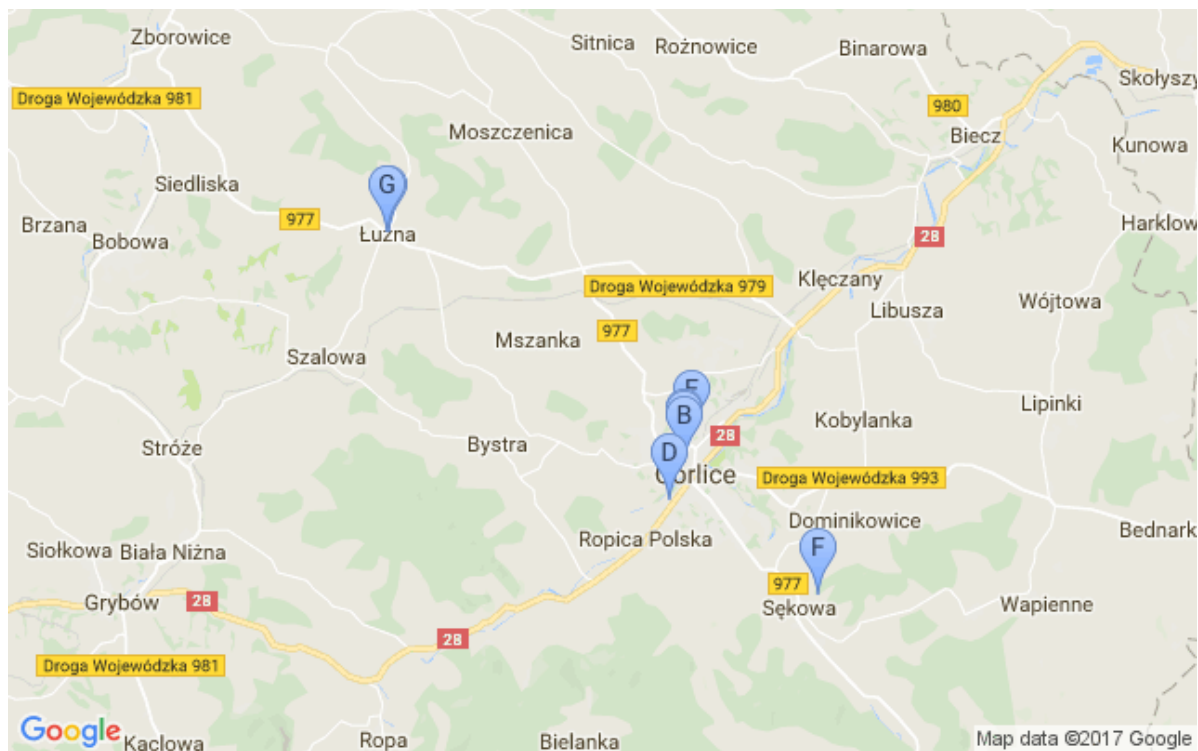 Zborowice
Sitnica
Rożnowice
Binarowa
Skołyszy
Droga Wojewódzka 981
980
Moszczenica
Biecz
Kunowa
Siedliska
G
Brzana
977
Łużna
Bobowa
28
Harklow
Klęczany
Droga Wojewódzka 979
Wójtowa
Libusza
977
Mszanka
Szalowa
E
B
Lipinki
Kobylanka
28
Stróże
Bystra
D
Gorlice
Droga Wojewódzka 993
Dominikowice
Bednark
Ropica Polska
Siołkowa
Biała Niżna
F
977
Grybów
28
Sękowa
Wapienne
28
Droga Wojewódzka 981
Google
Kąclowa
Ropa
Bielanka
Map data ©2017 Google